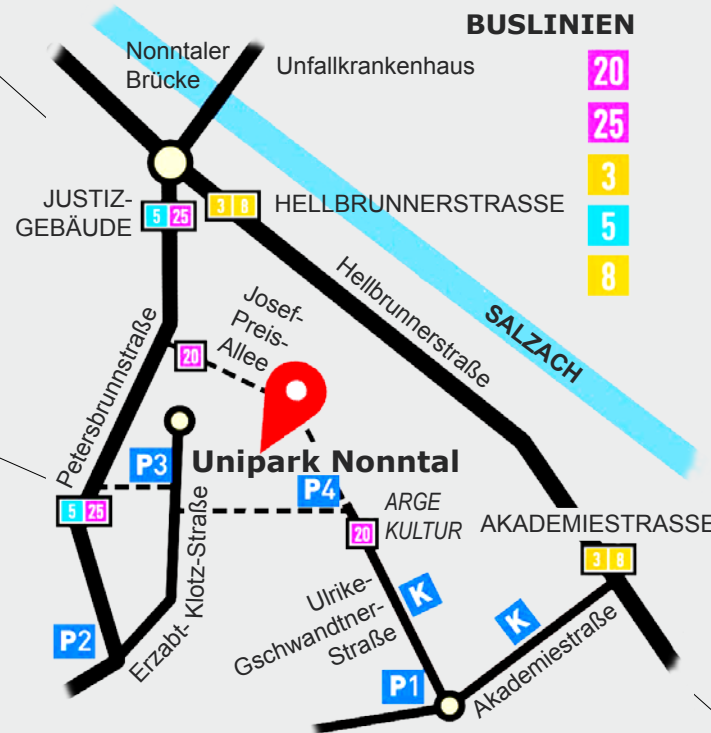 BUSLINIEN
20
25
3
5
8
Nonntaler
Brücke
Unfallkrankenhaus
JUSTIZ-
GEBÄUDE
5 25
3 8
HELLBRUNNERSTRASSE
Hellbrunnerstraße
SALZACH
Josef-
Preis-
Allee
20
Petersbrunnstraße
P3
Unipark Nonntal
P4
5 25
ARGE
KULTUR
20
AKADEMIESTRASSE
3 8
Erzabt-Klotz-Straße
P2
Ulrike-
Gschwandtner-
Straße
K
K
P1
Akademiestraße